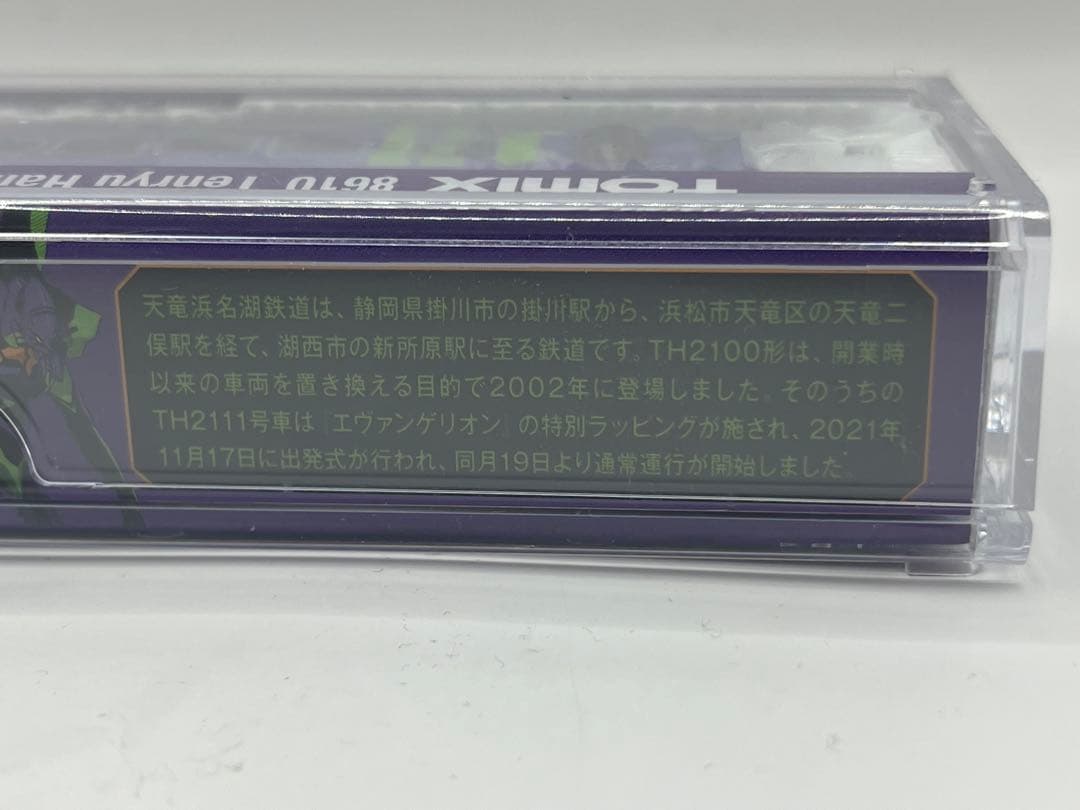 Tomix 8610 Tenryu Ha
天竜浜名湖鉄道は、静岡県掛川市の掛川駅から、浜松市天竜区の天竜二
俣駅を経て、湖西市の新所原駅に至る鉄道です。TH2100形は、開業時
以来の車両を置き換える目的で2002年に登場しました。そのうちの
TH2111号車は『エヴァンゲリオン』の特別ラッピングが施され、2021年
11月17日に出発式が行われ、同月19日より通常運行が開始しました。